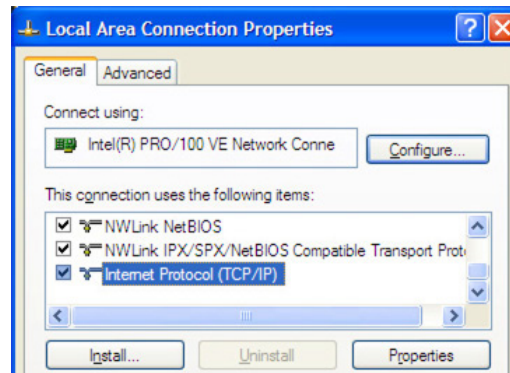 Local Area Connection Properties
General Advanced
Connect using:
Intel(R) PRO/100 VE Network Conne
Configure...
This connection uses the following items:
NWLink NetBIOS
NWLink IPX/SPX/NetBIOS Compatible Transport Proto
Internet Protocol (TCP/IP)
Install... Uninstall Properties